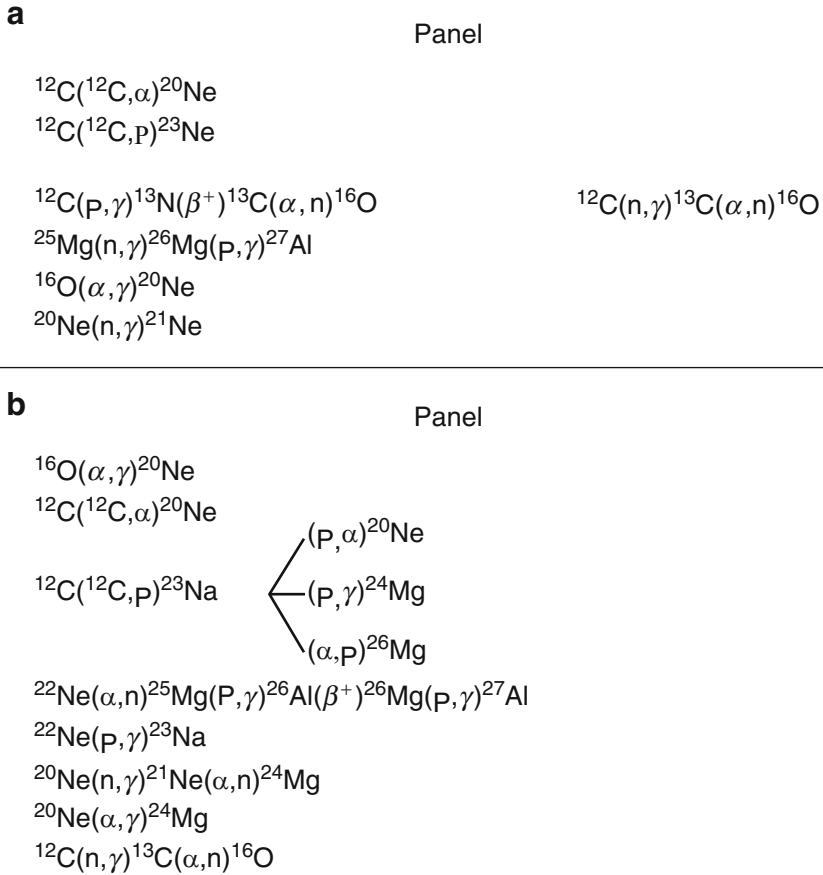 a
Panel
¹²C(¹²C,α)²⁰Ne
¹²C(¹²C,P)²³Ne
¹²C(P,γ)¹³N(β⁺)¹³C(α,n)¹⁶O ¹²C(n,γ)¹³C(α,n)¹⁶O
²⁵Mg(n,γ)²⁶Mg(P,γ)²⁷Al
¹⁶O(α,γ)²⁰Ne
²⁰Ne(n,γ)²¹Ne
b
Panel
¹⁶O(α,γ)²⁰Ne
¹²C(¹²C,α)²⁰Ne
(P,α)²⁰Ne
¹²C(¹²C,P)²³Na (P,γ)²⁴Mg
(α,P)²⁶Mg
²²Ne(α,n)²⁵Mg(P,γ)²⁶Al(β⁺)²⁶Mg(P,γ)²⁷Al
²²Ne(P,γ)²³Na
²⁰Ne(n,γ)²¹Ne(α,n)²⁴Mg
²⁰Ne(α,γ)²⁴Mg
¹²C(n,γ)¹³C(α,n)¹⁶O